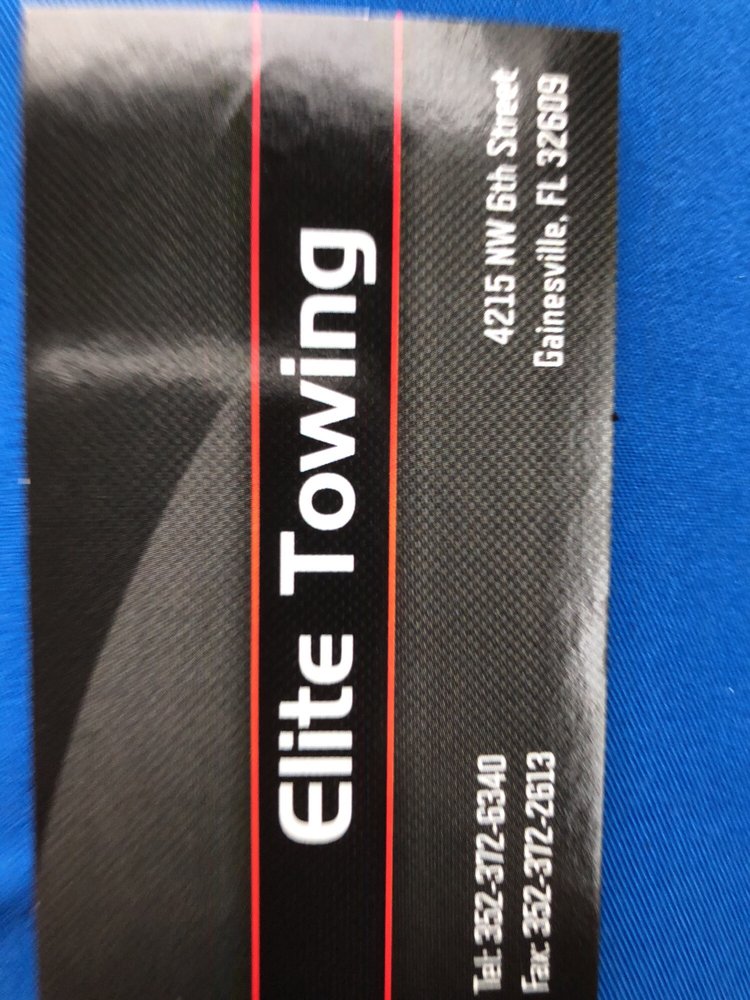 Elite Towing
Tel: 352-372-6340
Fax: 352-372-2613
4215 NW 6th Street
Gainesville, FL 32609